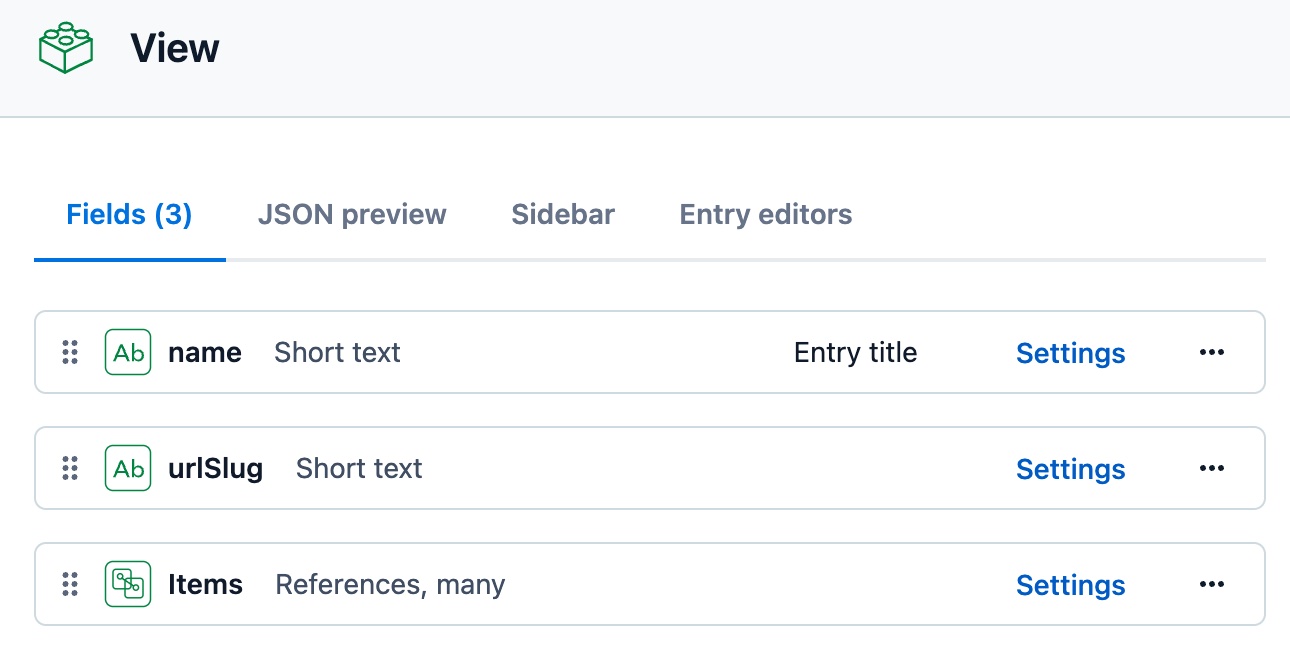 View
Fields (3) JSON preview Sidebar Entry editors
Ab name Short text Entry title Settings
Ab urlSlug Short text Settings
Items References, many Settings